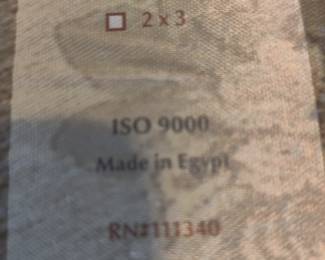 2 x 3
ISO 9000
Made in Egypt
RN#111340